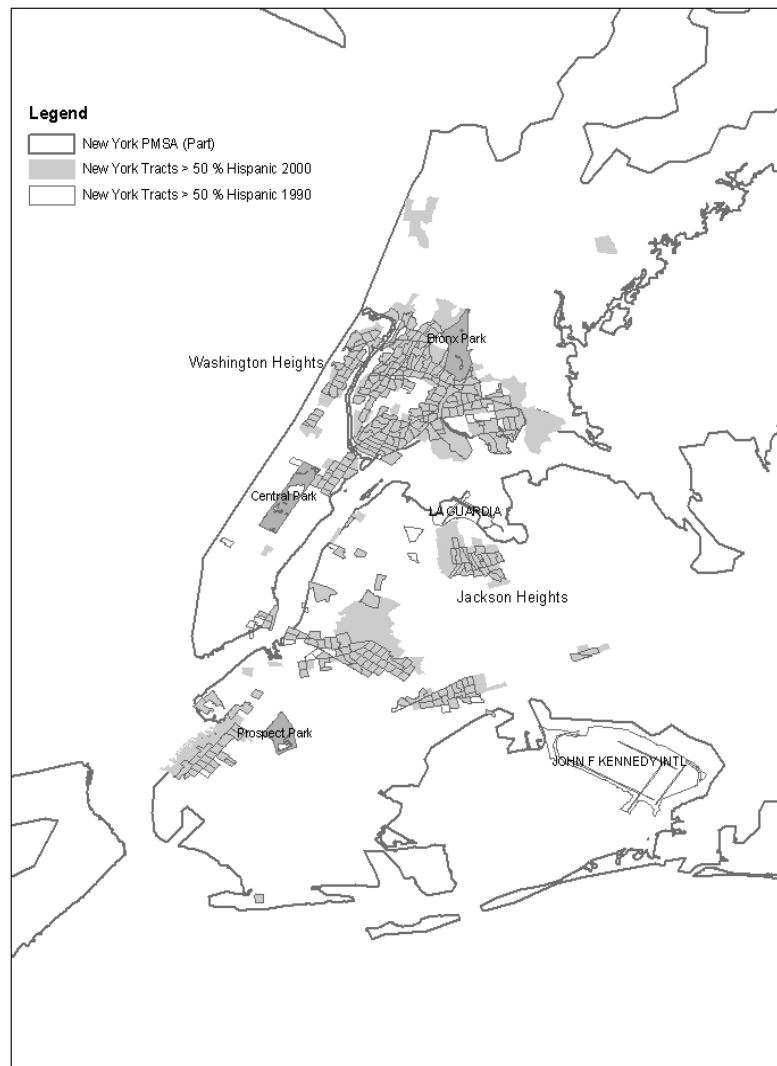 Legend
New York PMSA (Part)
New York Tracts > 50 % Hispanic 2000
New York Tracts > 50 % Hispanic 1990
Bronx Park
Washington Heights
Central Park
LA GUARDIA
Jackson Heights
Prospect Park
JOHN F KENNEDY INTL